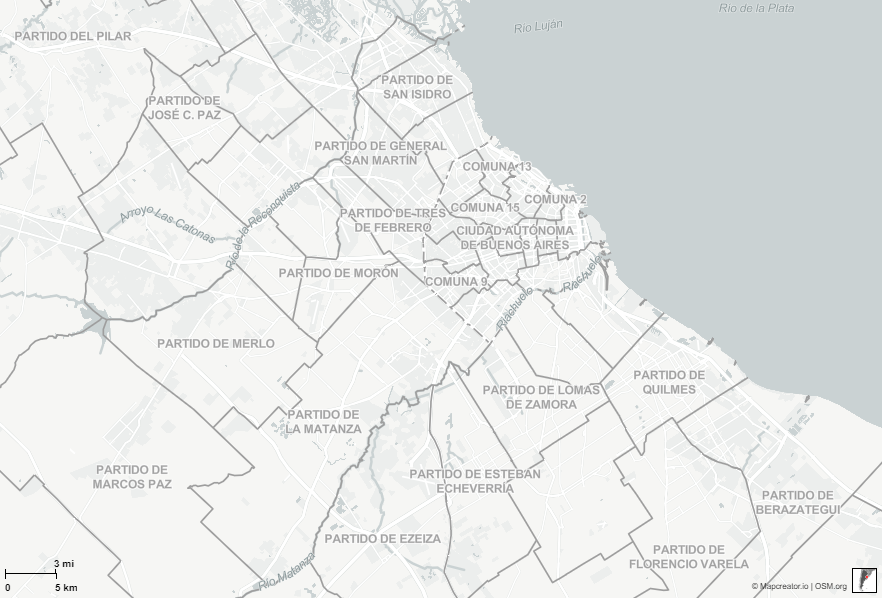 Río de la Plata
Río Luján
PARTIDO DEL PILAR
PARTIDO DE
SAN ISIDRO
PARTIDO DE
JOSÉ C. PAZ
PARTIDO DE GENERAL
SAN MARTÍN
COMUNA 13
Río de la Reconquista
COMUNA 2
Arroyo Las Catonas
PARTIDO DE TRES
DE FEBRERO
COMUNA 15
CIUDAD AUTÓNOMA
DE BUENOS AIRES
PARTIDO DE MORÓN
COMUNA 9
Riachuelo
Riachuelo
PARTIDO DE MERLO
PARTIDO DE
QUILMES
PARTIDO DE LOMAS
DE ZAMORA
PARTIDO DE
LA MATANZA
PARTIDO DE
MARCOS PAZ
PARTIDO DE ESTEBAN
ECHEVERRÍA
PARTIDO DE
BERAZATEGUI
PARTIDO DE EZEIZA
PARTIDO DE
FLORENCIO VARELA
Río Matanza
3 mi
0 5 km
© Mapcreator.io | OSM.org